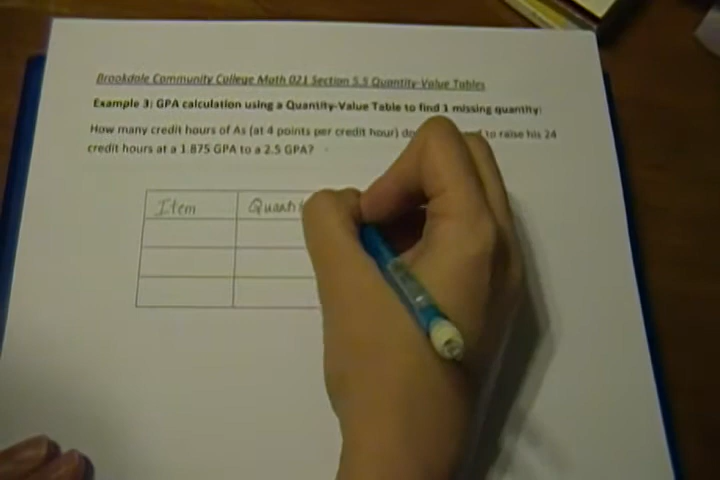 Brookdale Community College Math 021 Section 5.5 Quantity-Value Tables
Example 3: GPA calculation using a Quantity-Value Table to find 1 missing quantity:
How many credit hours of As (at 4 points per credit hour) to raise his 24
credit hours at a 1.875 GPA to a 2.5 GPA?
Item Quanti